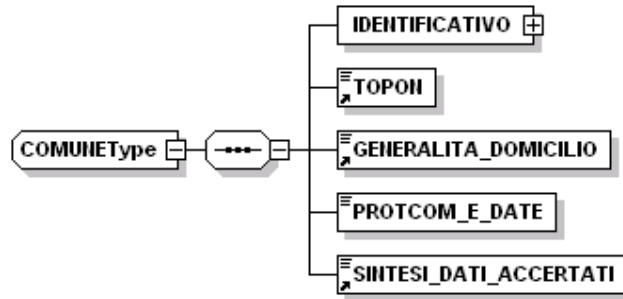 IDENTIFICATIVO
TOPON
COMUNEType
GENERALITA_DOMICILIO
PROTCOM_E_DATE
SINTESI_DATI_ACCERTATI